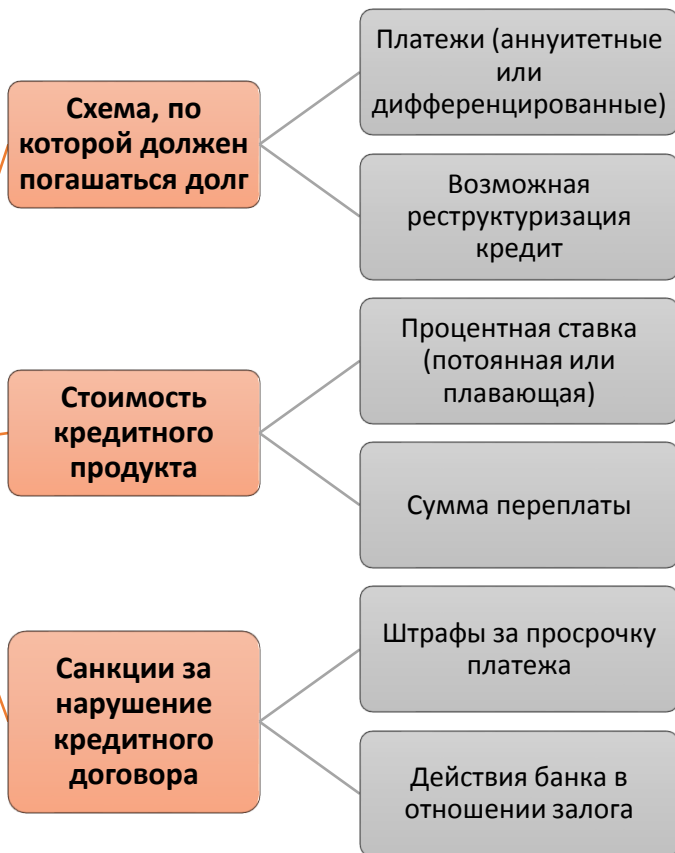 Схема, по
которой должен
погашаться долг
Платежи (аннуитетные
или
дифференцированные)
Возможная
реструктуризация
кредит
Стоимость
кредитного
продукта
Процентная ставка
(потоянная или
плавающая)
Сумма переплаты
Санкции за
нарушение
кредитного
договора
Штрафы за просрочку
платежа
Действия банка в
отношении залога